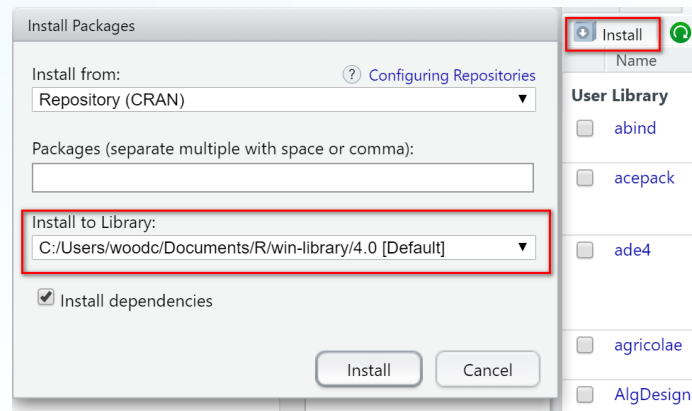 Install Packages
Install from:
Configuring Repositories
Repository (CRAN)
Packages (separate multiple with space or comma):
Install to Library:
C:/Users/woodc/Documents/R/win-library/4.0 [Default]
Install dependencies
Install
Cancel
Install
Name
User Library
abind
acepack
ade4
agricolae
AlgDesign